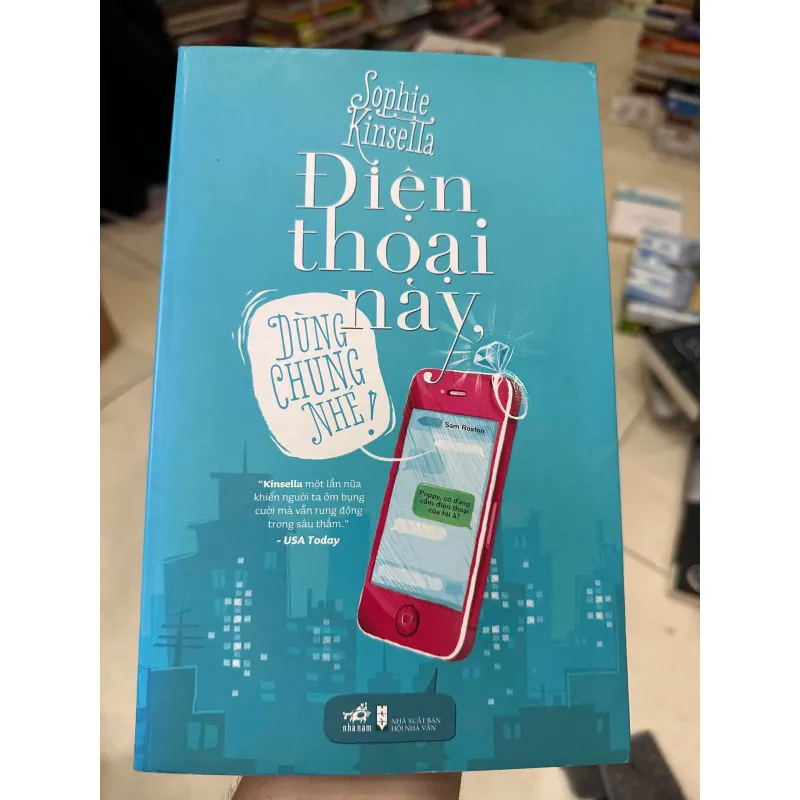 Sophie
Kinsella
Điện
thoại
này,
DÙNG
CHUNG
NHÉ!
Sam Roxton
Poppy, cô đang
cầm điện thoại
của tôi à?
“Kinsella một lần nữa
khiến người ta ôm bụng
cười mà vẫn rung động
trong sâu thẳm.”
– USA Today
nhã nam
HNV
NHÀ XUẤT BẢN
HỘI NHÀ VĂN